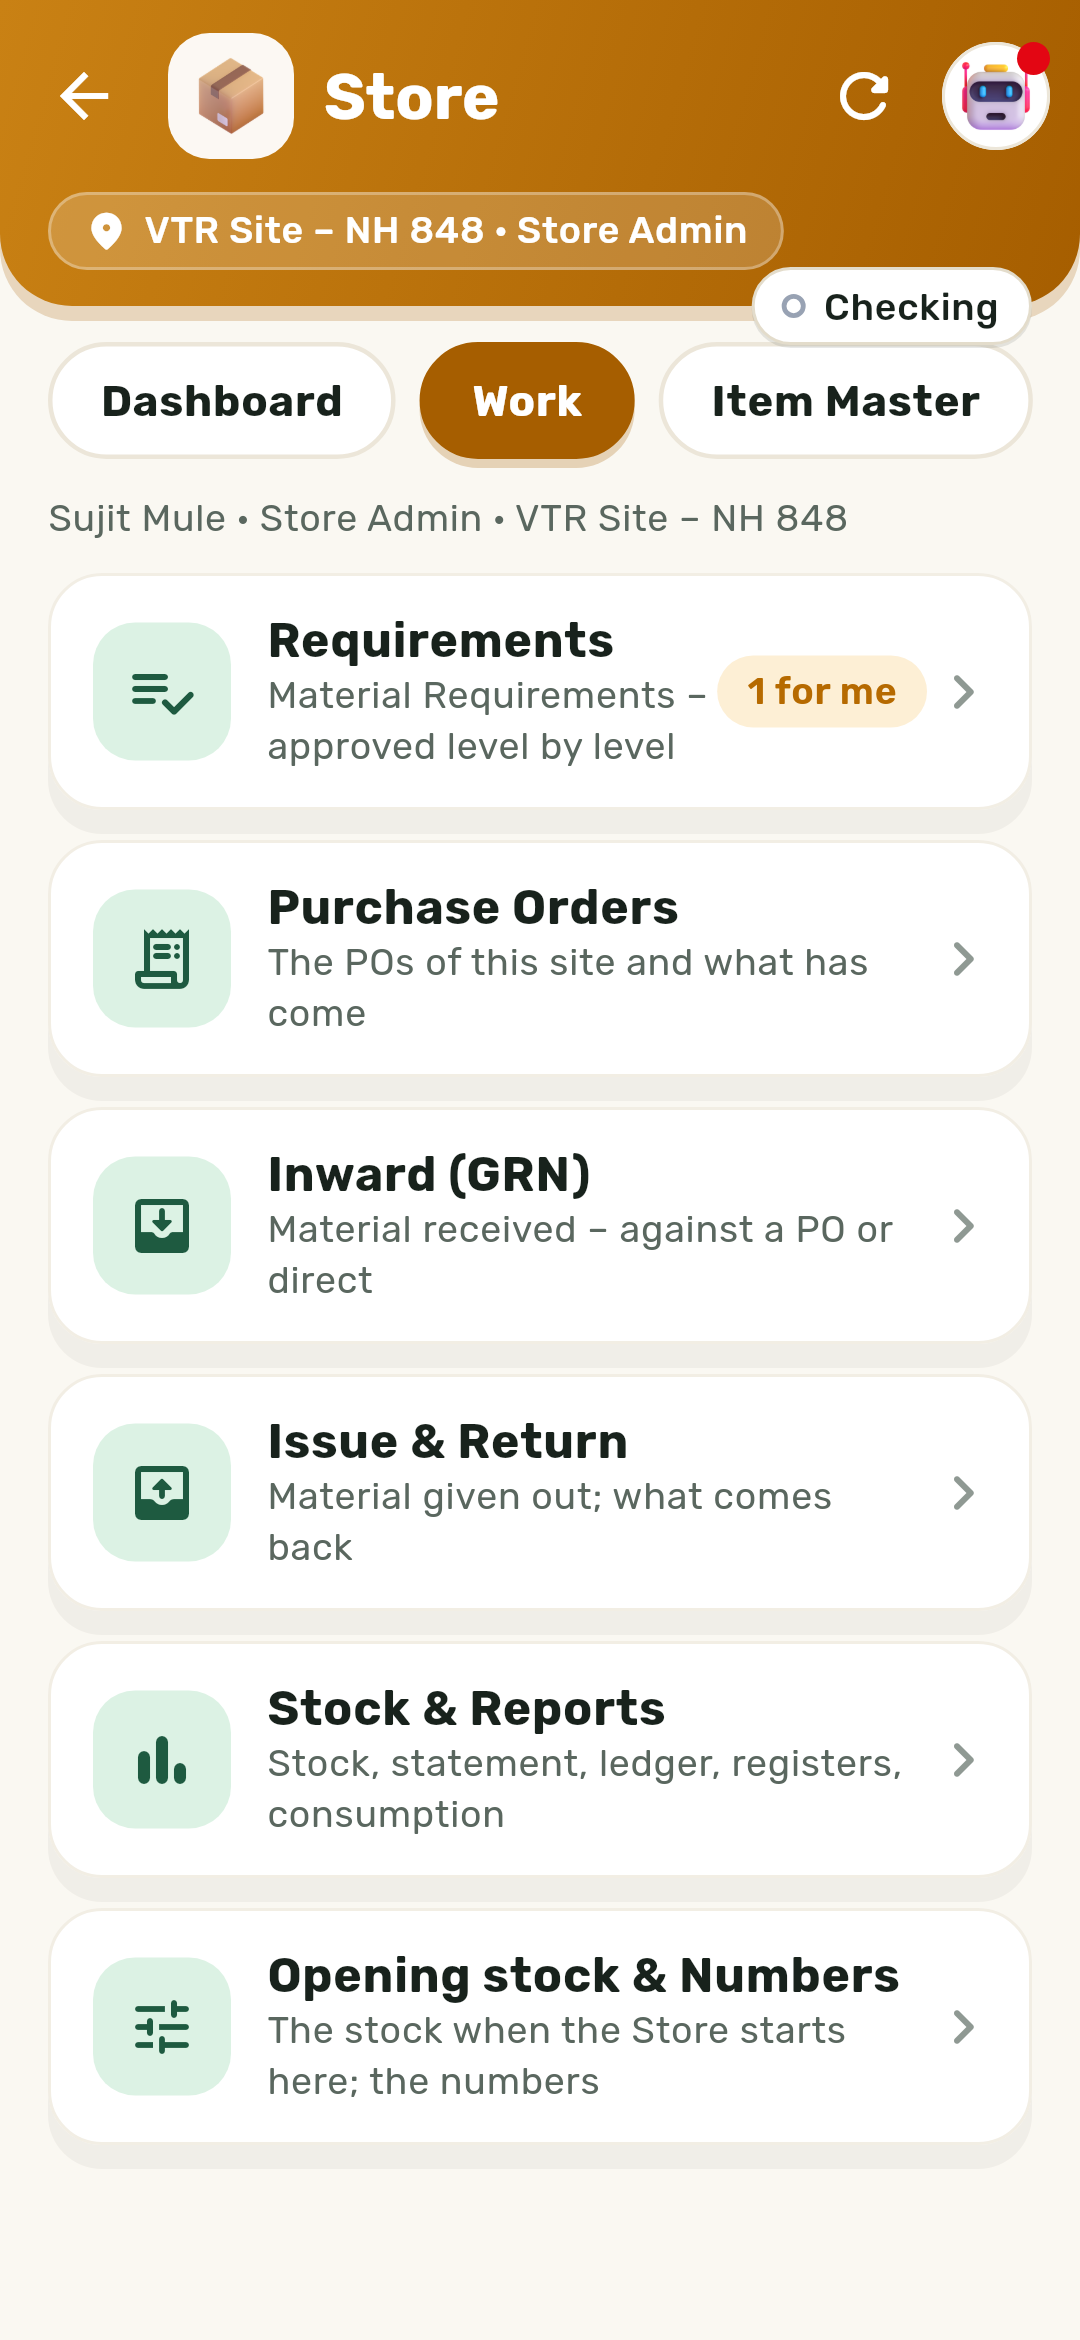 Store
VTR Site – NH 848 • Store Admin
Checking
Dashboard
Work
Item Master
Sujit Mule • Store Admin • VTR Site – NH 848
Requirements
Material Requirements –
approved level by level
1 for me
Purchase Orders
The POs of this site and what has
come
Inward (GRN)
Material received – against a PO or
direct
Issue & Return
Material given out; what comes
back
Stock & Reports
Stock, statement, ledger, registers,
consumption
Opening stock & Numbers
The stock when the Store starts
here; the numbers